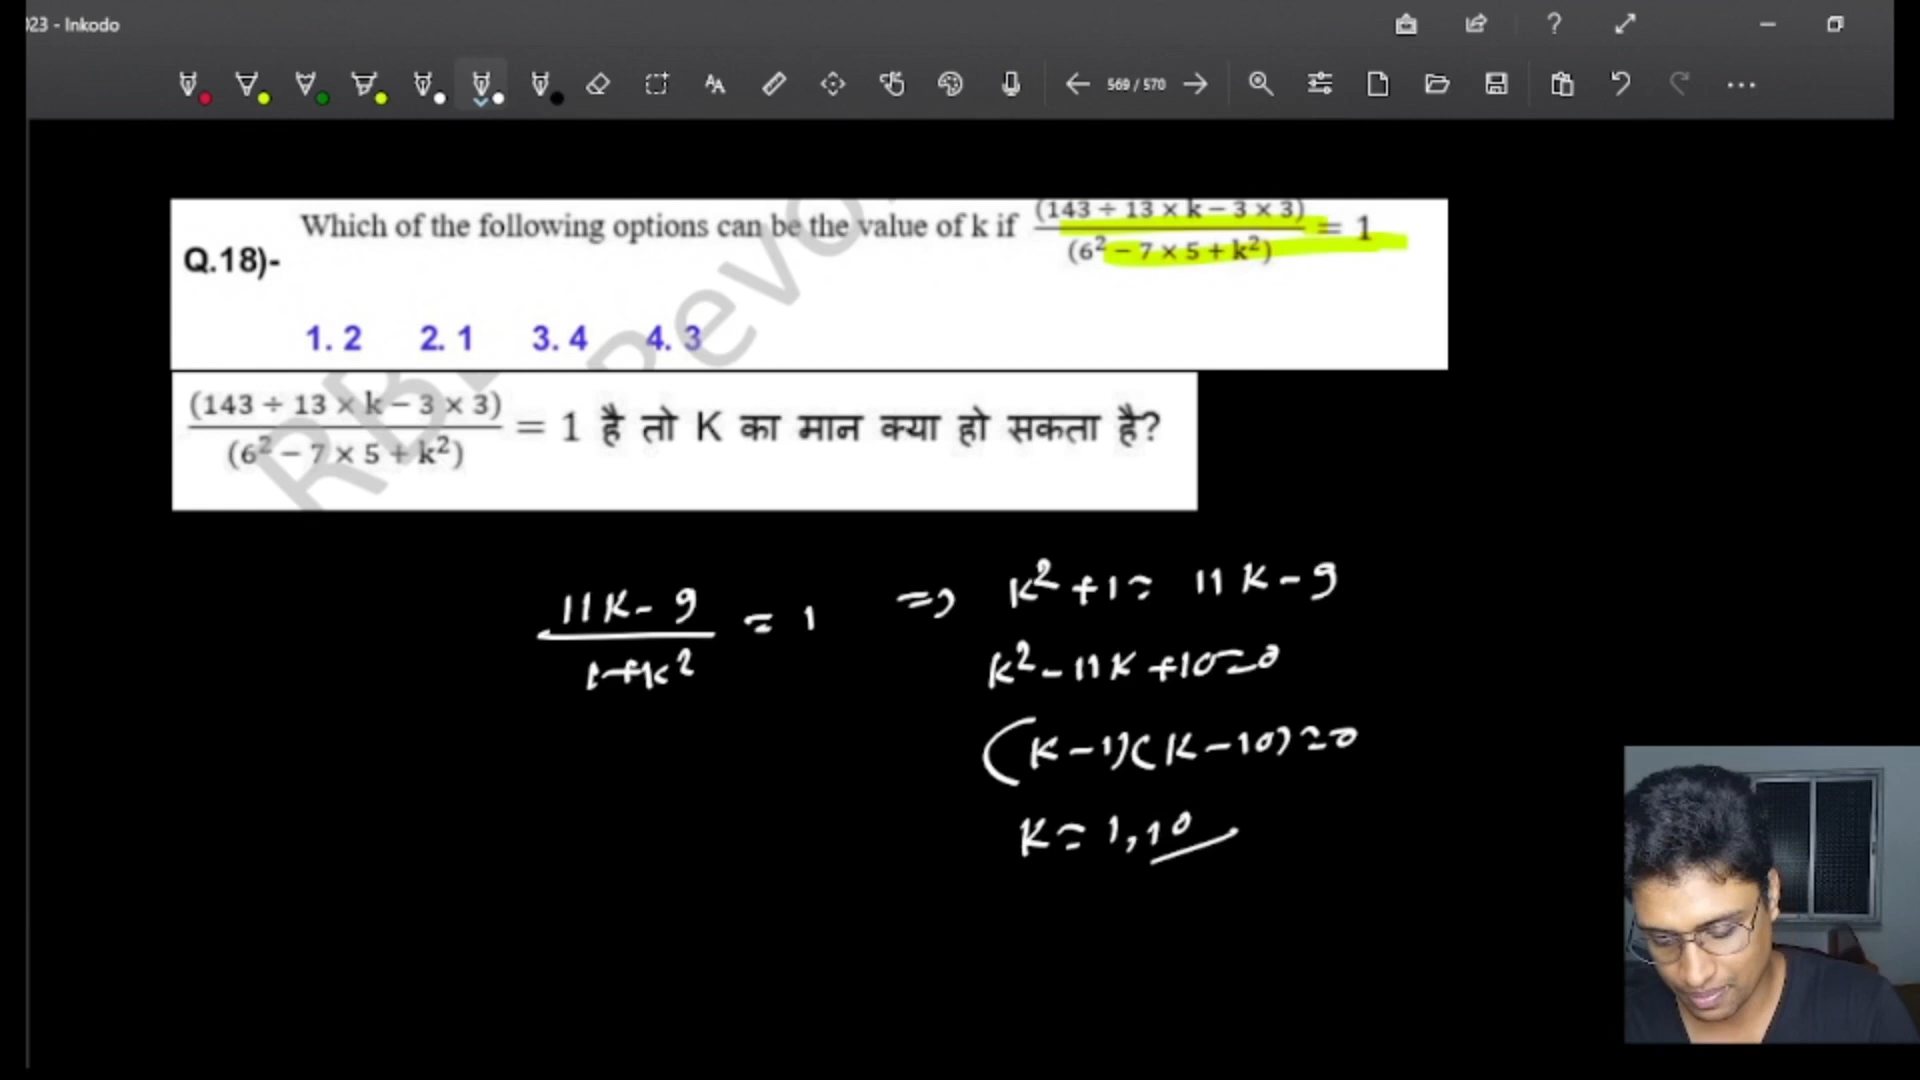 023 - Inkodo
569 / 570
Which of the following options can be the value of k if (143 ÷ 13 × k − 3 × 3) / (6² − 7 × 5 + k²) = 1
Q.18)-
1. 2 2. 1 3. 4 4. 3
(143 ÷ 13 × k − 3 × 3) / (6² − 7 × 5 + k²) = 1 है तो K का मान क्या हो सकता है?
11K - 9 / 1+K² = 1 => K² + 1 = 11K - 9
K² - 11K + 10 = 0
(K - 1)(K - 10) = 0
K = 1, 10